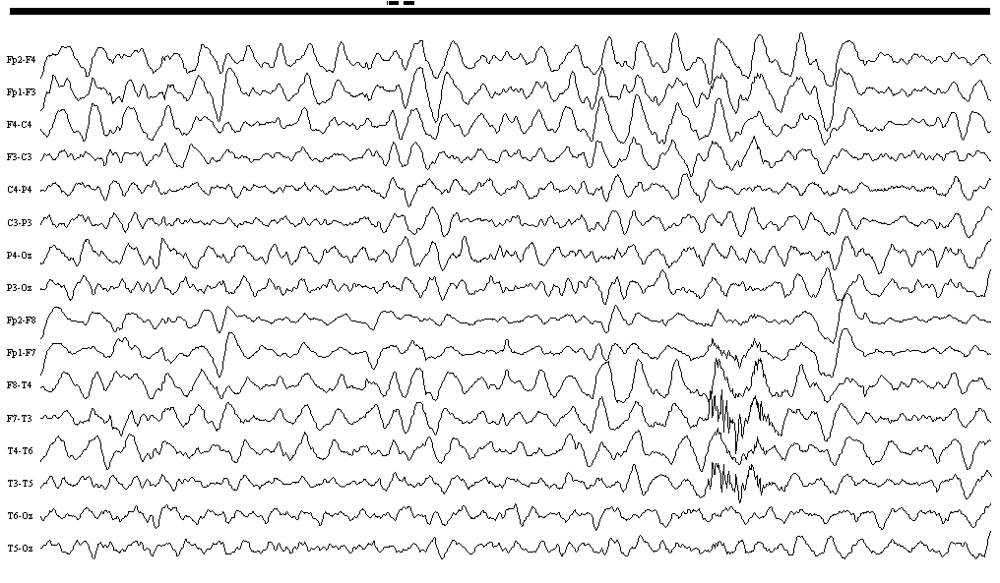 Fp2-F4
Fp1-F3
F4-C4
F3-C3
C4-P4
C3-P3
P4-Oz
P3-Oz
Fp2-F8
Fp1-F7
F8-T4
F7-T3
T4-T6
T3-T5
T6-Oz
T5-Oz